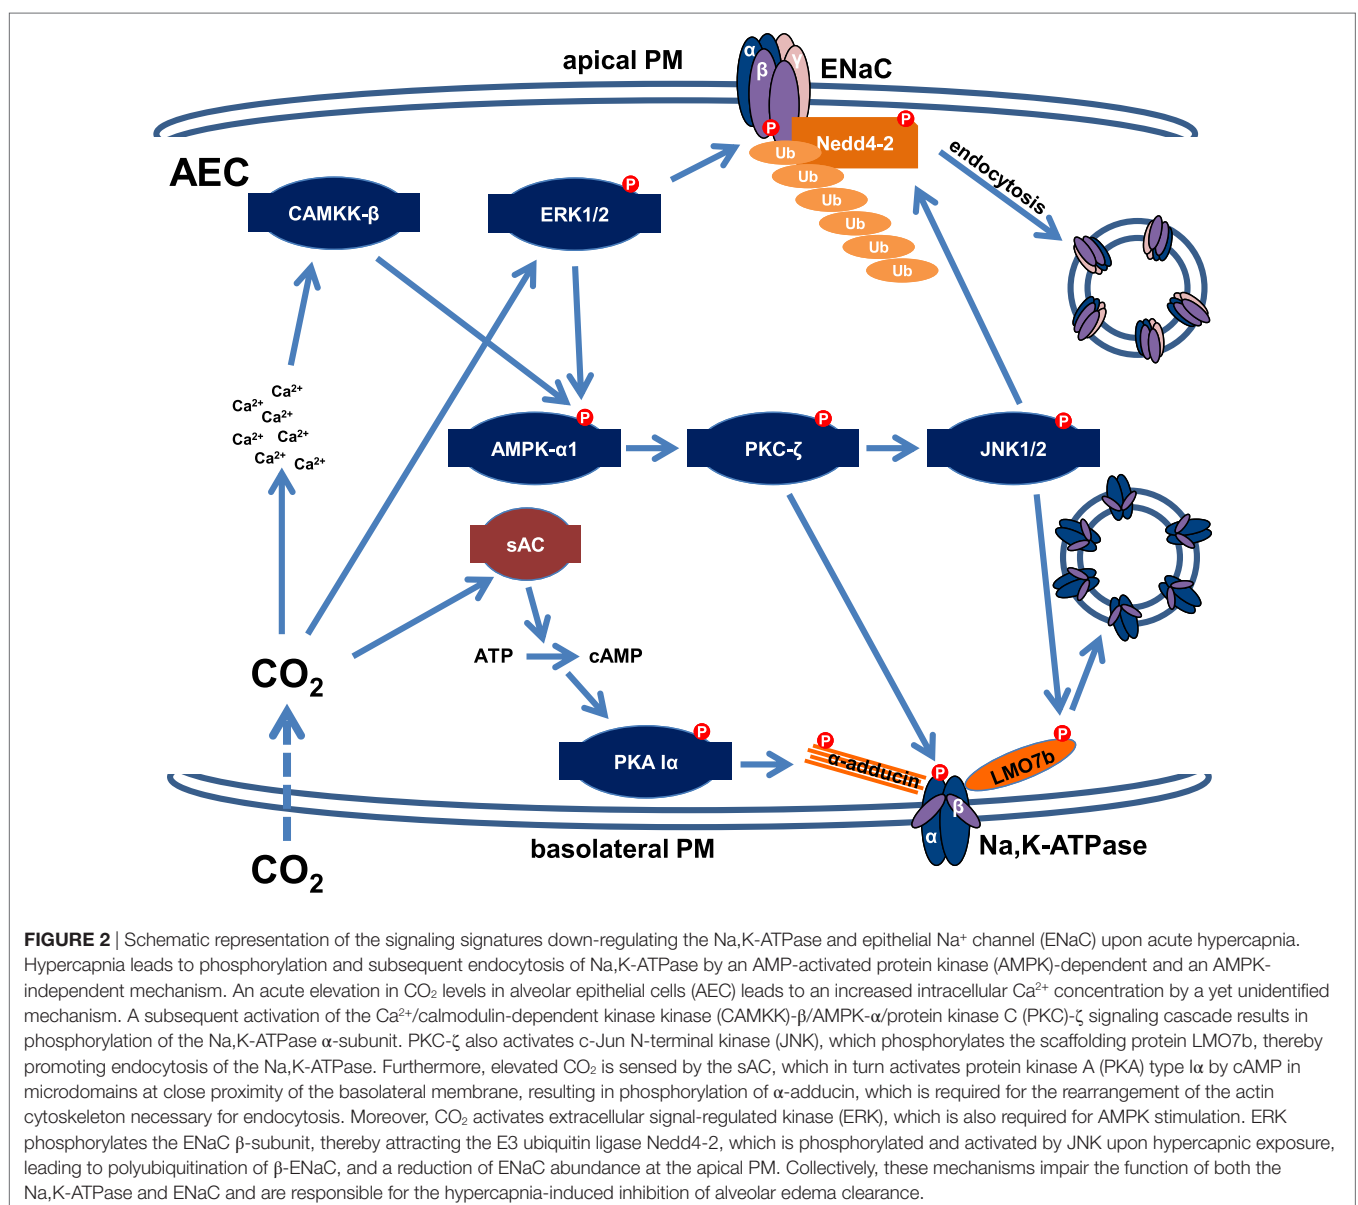 apical PM
α
β
γ
ENaC
P
P
Nedd4-2
Ub
Ub
Ub
Ub
Ub
Ub
endocytosis
AEC
CAMKK-β
ERK1/2
P
Ca²⁺
Ca²⁺
Ca²⁺
Ca²⁺
Ca²⁺
Ca²⁺
Ca²⁺
AMPK-α1
P
PKC-ζ
P
JNK1/2
P
sAC
ATP
cAMP
CO₂
PKA Iα
P
P
α-adducin
P
LMO7b
P
β
α
Na,K-ATPase
basolateral PM
CO₂
FIGURE 2 | Schematic representation of the signaling signatures down-regulating the Na,K-ATPase and epithelial Na⁺ channel (ENaC) upon acute hypercapnia.
Hypercapnia leads to phosphorylation and subsequent endocytosis of Na,K-ATPase by an AMP-activated protein kinase (AMPK)-dependent and an AMPK-
independent mechanism. An acute elevation in CO₂ levels in alveolar epithelial cells (AEC) leads to an increased intracellular Ca²⁺ concentration by a yet unidentified
mechanism. A subsequent activation of the Ca²⁺/calmodulin-dependent kinase kinase (CAMKK)-β/AMPK-α/protein kinase C (PKC)-ζ signaling cascade results in
phosphorylation of the Na,K-ATPase α-subunit. PKC-ζ also activates c-Jun N-terminal kinase (JNK), which phosphorylates the scaffolding protein LMO7b, thereby
promoting endocytosis of the Na,K-ATPase. Furthermore, elevated CO₂ is sensed by the sAC, which in turn activates protein kinase A (PKA) type Iα by cAMP in
microdomains at close proximity of the basolateral membrane, resulting in phosphorylation of α-adducin, which is required for the rearrangement of the actin
cytoskeleton necessary for endocytosis. Moreover, CO₂ activates extracellular signal-regulated kinase (ERK), which is also required for AMPK stimulation. ERK
phosphorylates the ENaC β-subunit, thereby attracting the E3 ubiquitin ligase Nedd4-2, which is phosphorylated and activated by JNK upon hypercapnic exposure,
leading to polyubiquitination of β-ENaC, and a reduction of ENaC abundance at the apical PM. Collectively, these mechanisms impair the function of both the
Na,K-ATPase and ENaC and are responsible for the hypercapnia-induced inhibition of alveolar edema clearance.